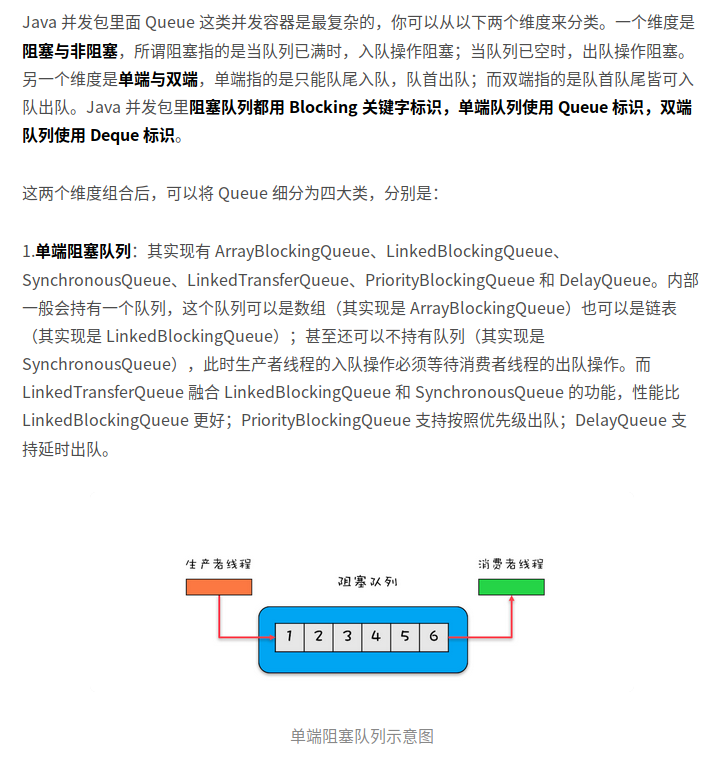 Java 并发包里面 Queue 这类并发容器是最复杂的，你可以从以下两个维度来分类。一个维度是
阻塞与非阻塞，所谓阻塞指的是当队列已满时，入队操作阻塞；当队列已空时，出队操作阻塞。
另一个维度是单端与双端，单端指的是只能队尾入队，队首出队；而双端指的是队首队尾皆可入
队出队。Java 并发包里阻塞队列都用 Blocking 关键字标识，单端队列使用 Queue 标识，双端
队列使用 Deque 标识。
这两个维度组合后，可以将 Queue 细分为四大类，分别是：
1.单端阻塞队列：其实现有 ArrayBlockingQueue、LinkedBlockingQueue、
SynchronousQueue、LinkedTransferQueue、PriorityBlockingQueue 和 DelayQueue。内部
一般会持有一个队列，这个队列可以是数组（其实现是 ArrayBlockingQueue）也可以是链表
（其实现是 LinkedBlockingQueue）；甚至还可以不持有队列（其实现是
SynchronousQueue），此时生产者线程的入队操作必须等待消费者线程的出队操作。而
LinkedTransferQueue 融合 LinkedBlockingQueue 和 SynchronousQueue 的功能，性能比
LinkedBlockingQueue 更好；PriorityBlockingQueue 支持按照优先级出队；DelayQueue 支
持延时出队。
生产者线程
消费者线程
阻塞队列
1 2 3 4 5 6
单端阻塞队列示意图